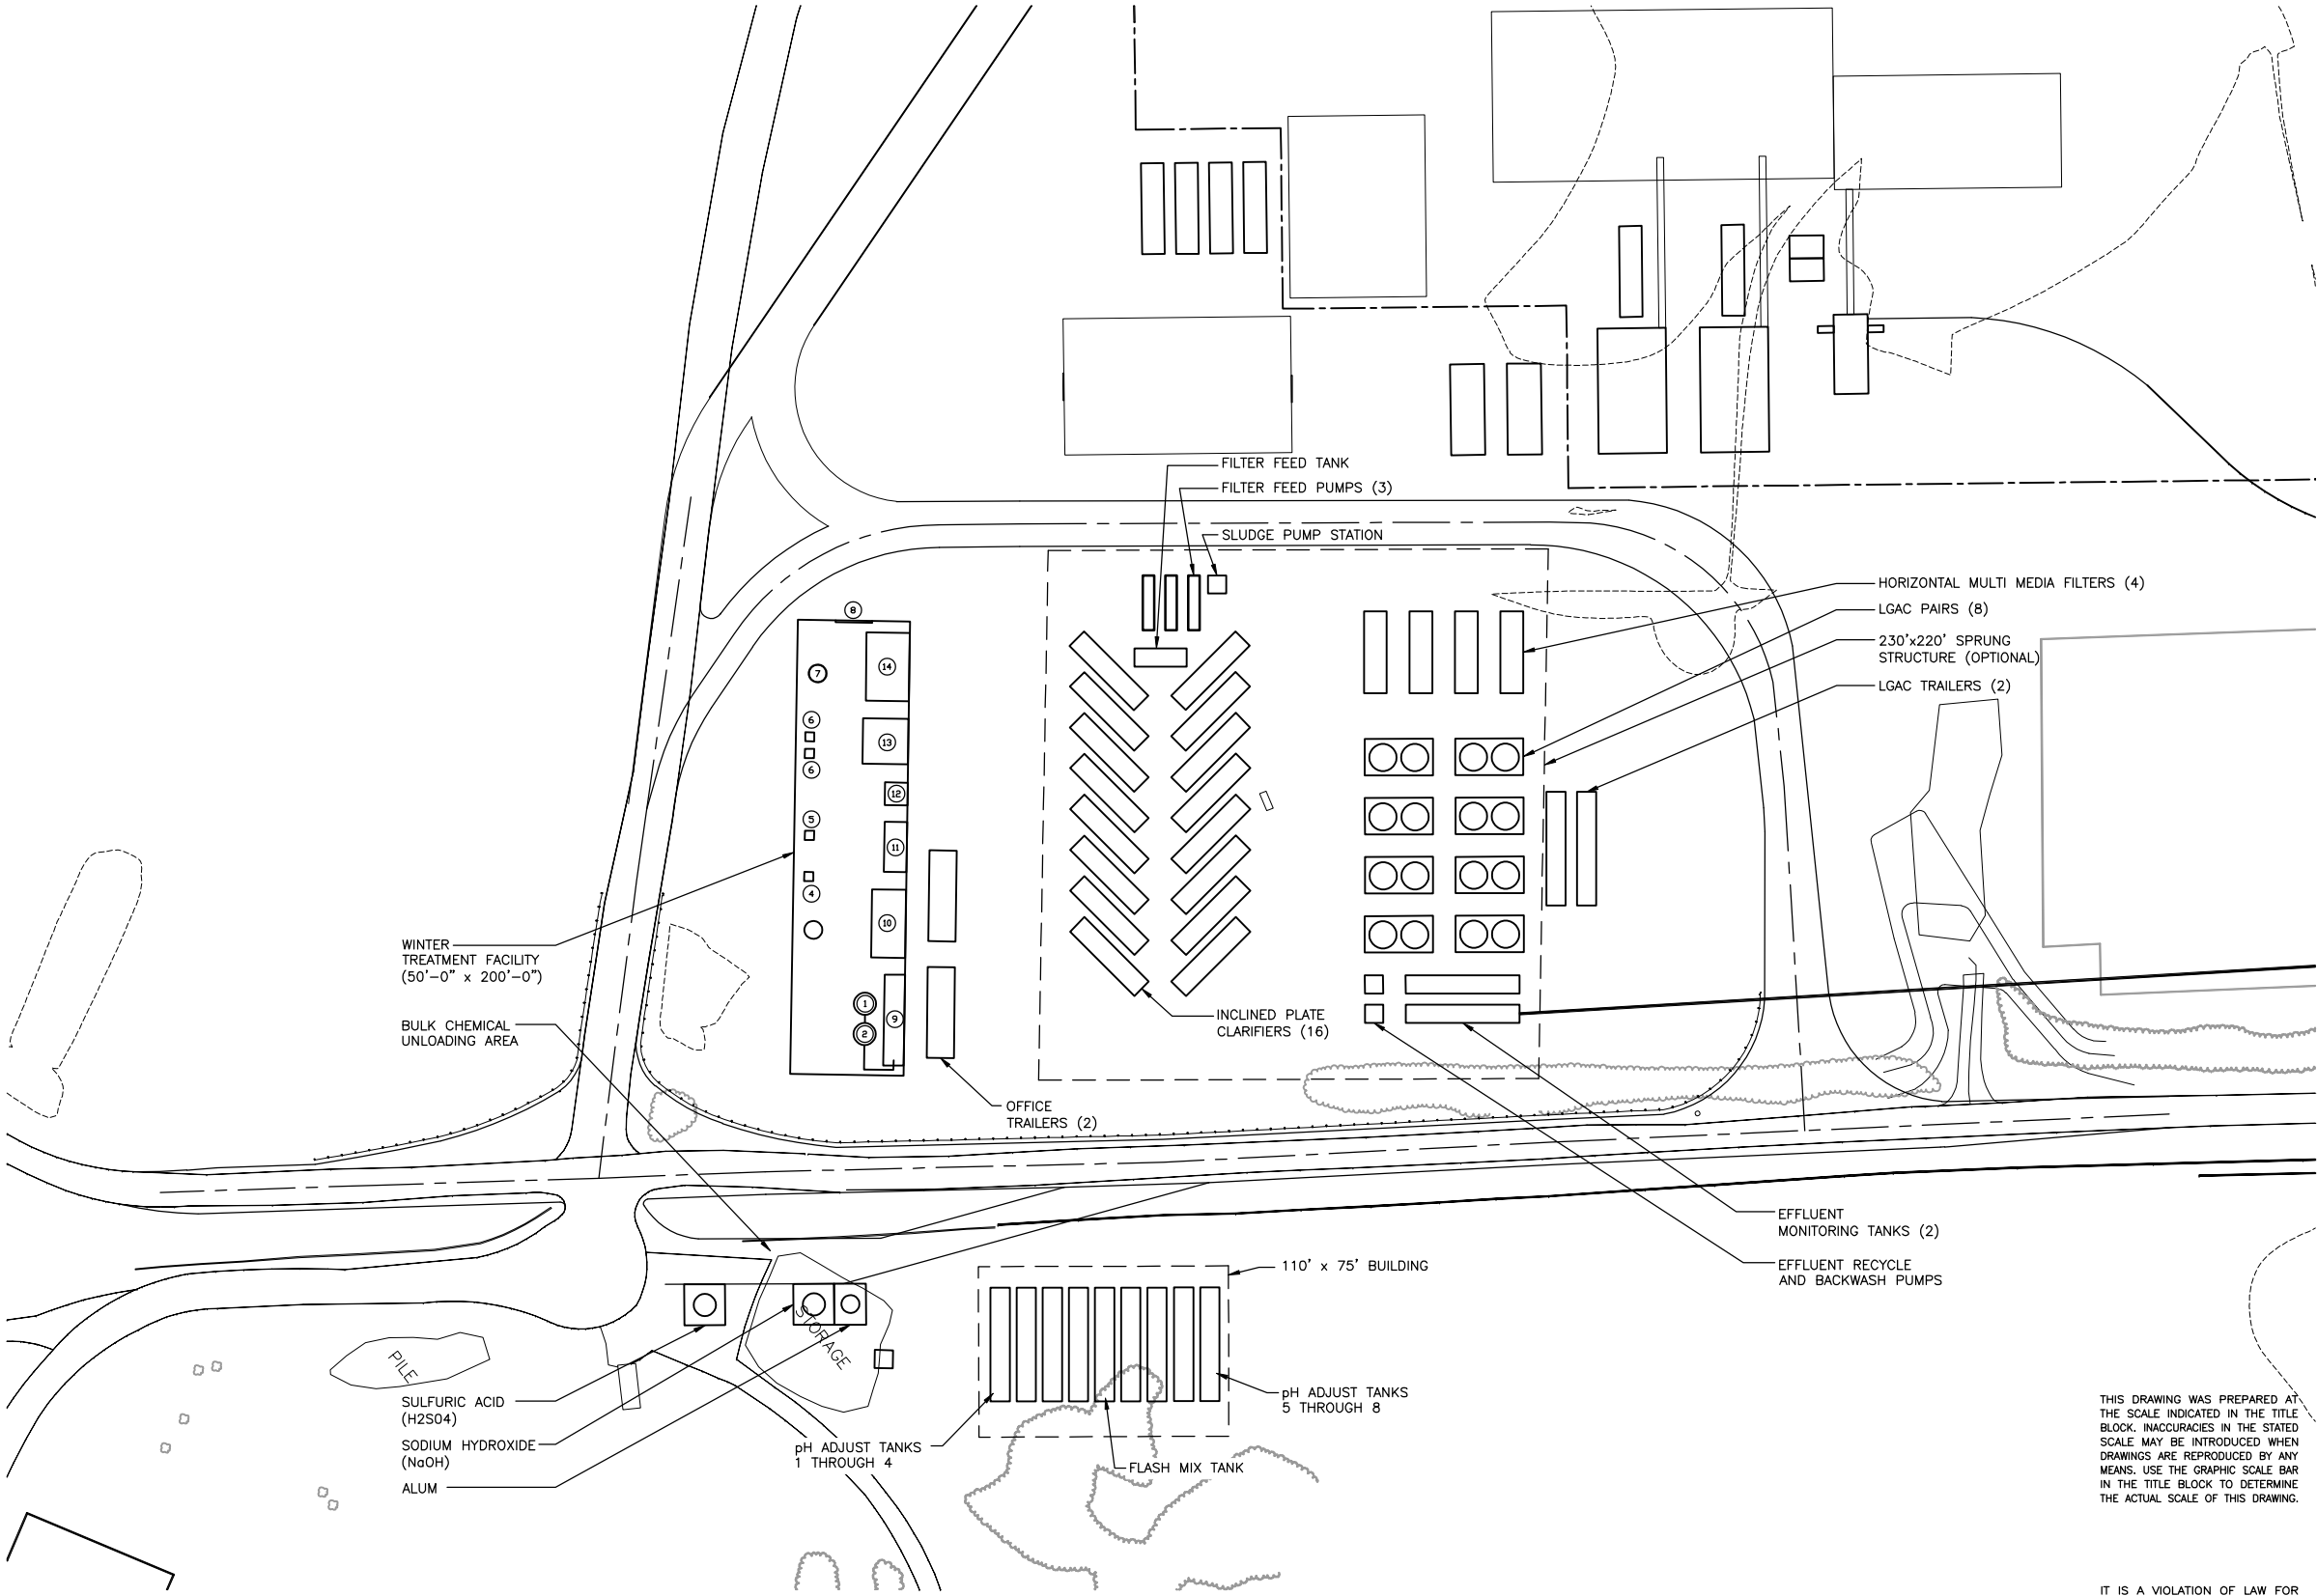 FILTER FEED TANK
FILTER FEED PUMPS (3)
SLUDGE PUMP STATION
HORIZONTAL MULTI MEDIA FILTERS (4)
LGAC PAIRS (8)
230'x220' SPRUNG
STRUCTURE (OPTIONAL)
LGAC TRAILERS (2)
8
14
7
6
13
6
12
5
11
4
10
1
9
2
WINTER
TREATMENT FACILITY
(50'-0" x 200'-0")
BULK CHEMICAL
UNLOADING AREA
INCLINED PLATE
CLARIFIERS (16)
OFFICE
TRAILERS (2)
EFFLUENT
MONITORING TANKS (2)
EFFLUENT RECYCLE
AND BACKWASH PUMPS
110' x 75' BUILDING
STORAGE
PILE
SULFURIC ACID
(H2SO4)
SODIUM HYDROXIDE
(NaOH)
ALUM
pH ADJUST TANKS
1 THROUGH 4
FLASH MIX TANK
pH ADJUST TANKS
5 THROUGH 8
THIS DRAWING WAS PREPARED AT
THE SCALE INDICATED IN THE TITLE
BLOCK. INACCURACIES IN THE STATED
SCALE MAY BE INTRODUCED WHEN
DRAWINGS ARE REPRODUCED BY ANY
MEANS. USE THE GRAPHIC SCALE BAR
IN THE TITLE BLOCK TO DETERMINE
THE ACTUAL SCALE OF THIS DRAWING.
IT IS A VIOLATION OF LAW FOR